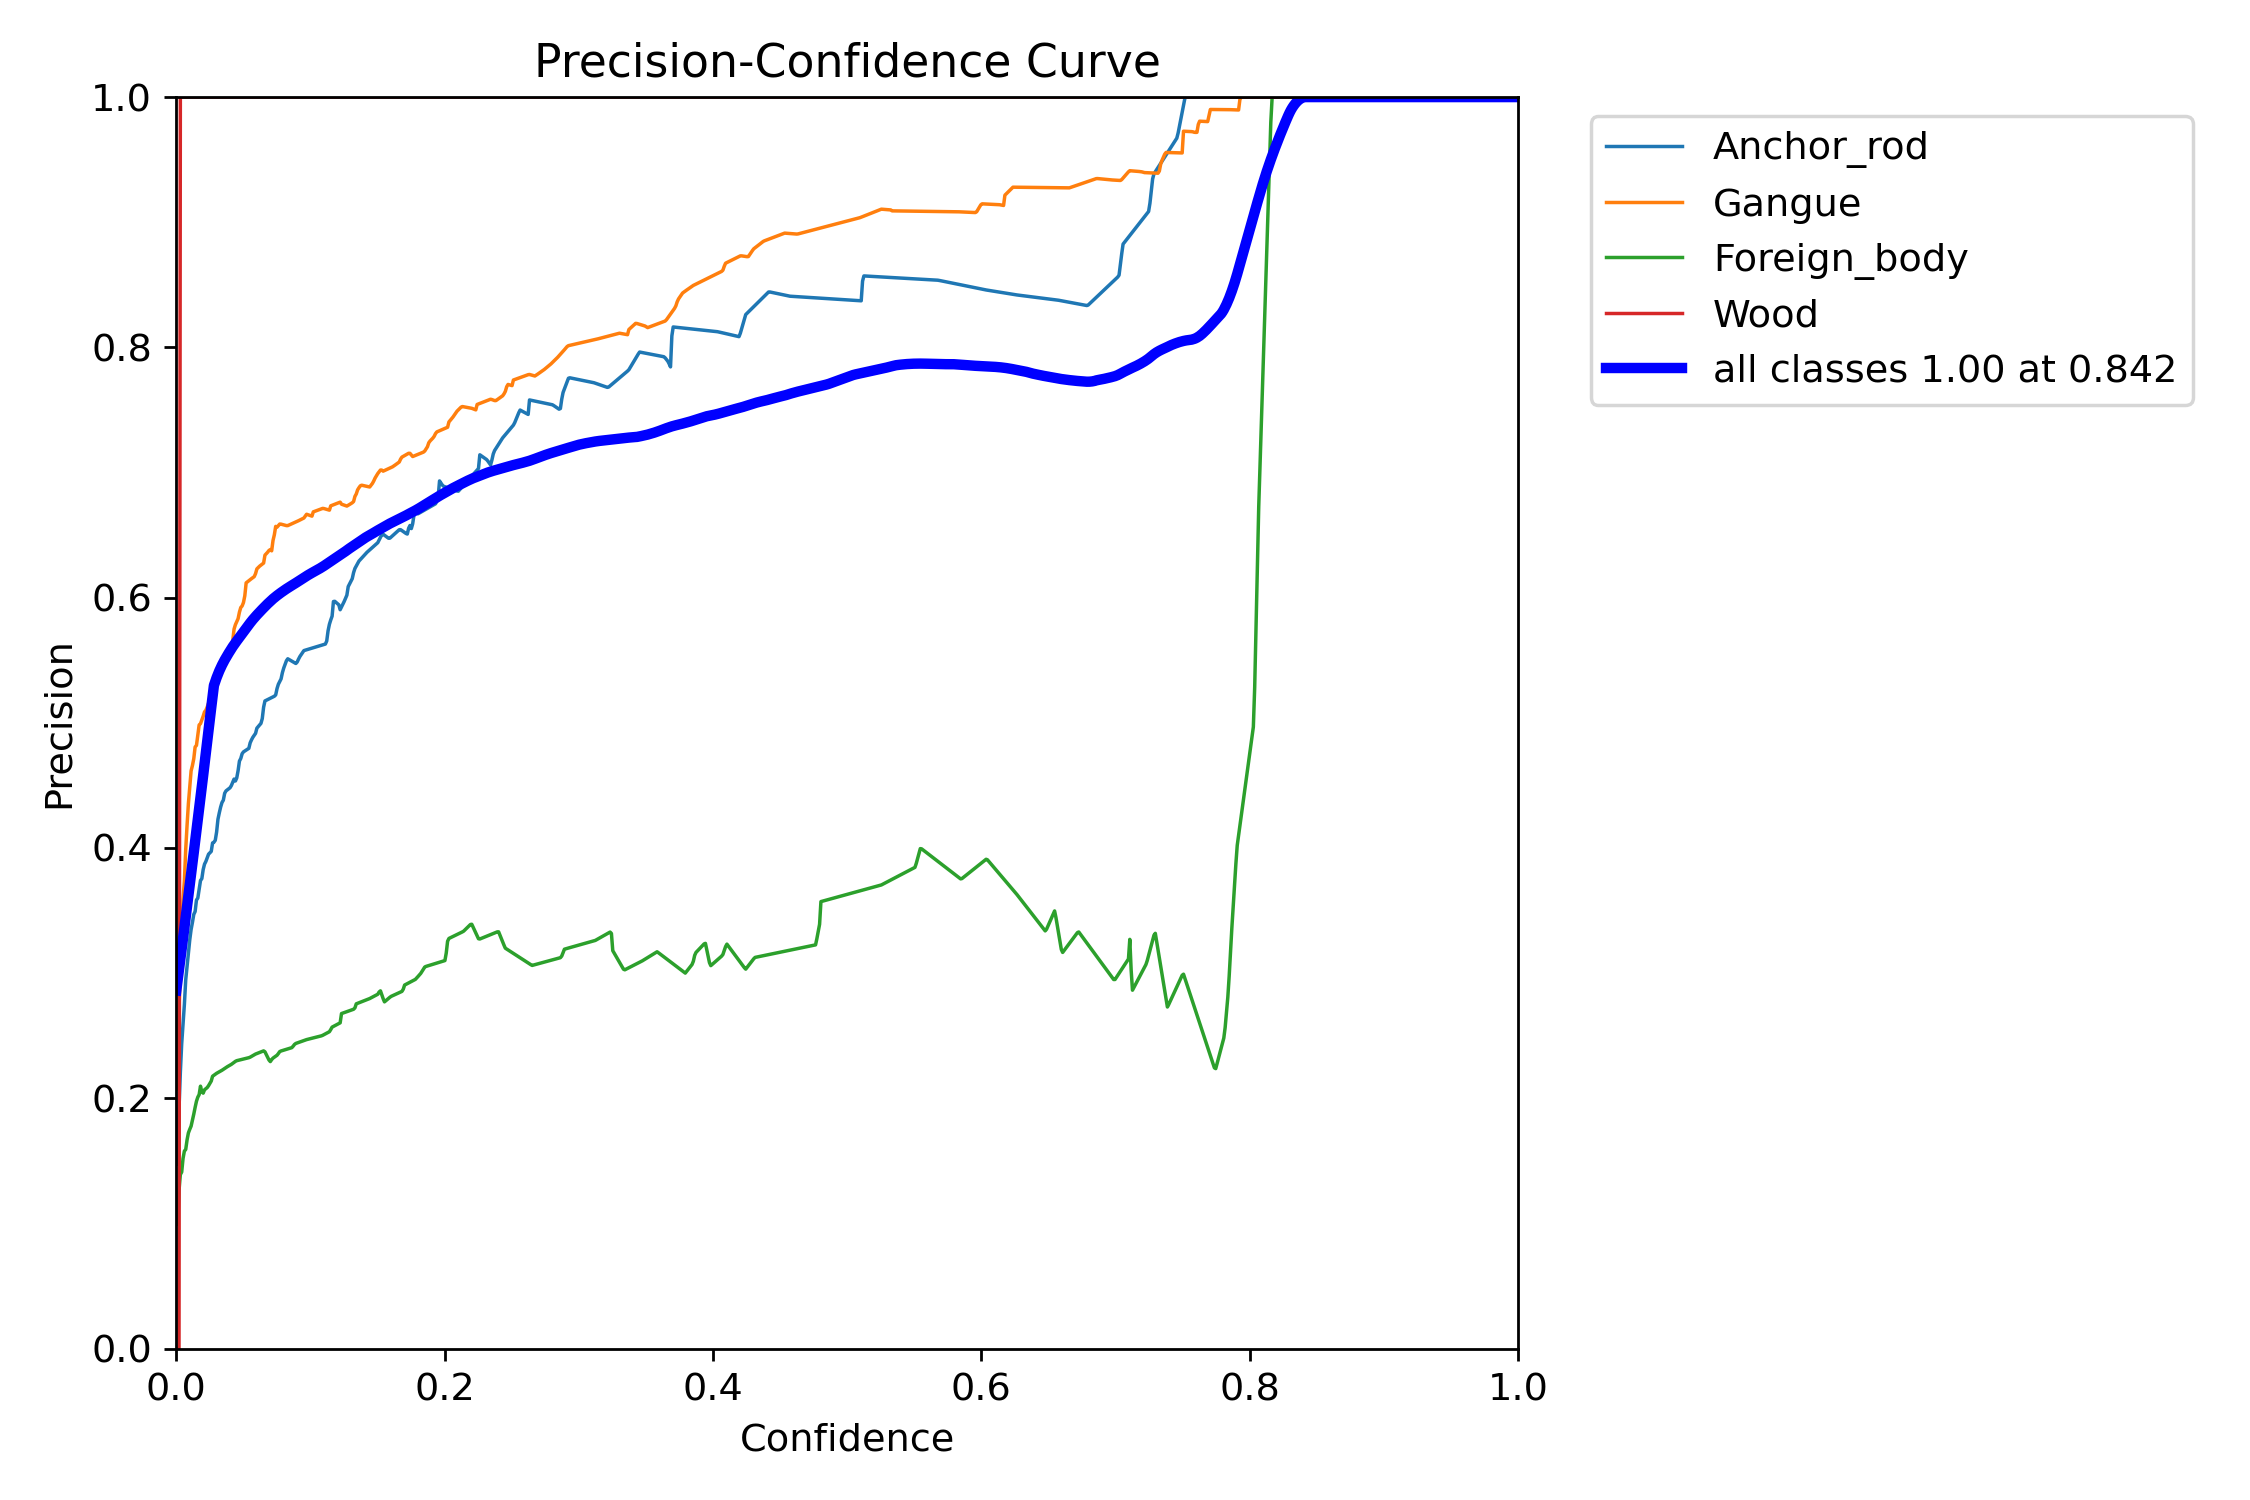 Precision-Confidence Curve
1.0
0.8
0.6
0.4
0.2
0.0
Precision
0.0 0.2 0.4 0.6 0.8 1.0
Confidence
Anchor_rod
Gangue
Foreign_body
Wood
all classes 1.00 at 0.842